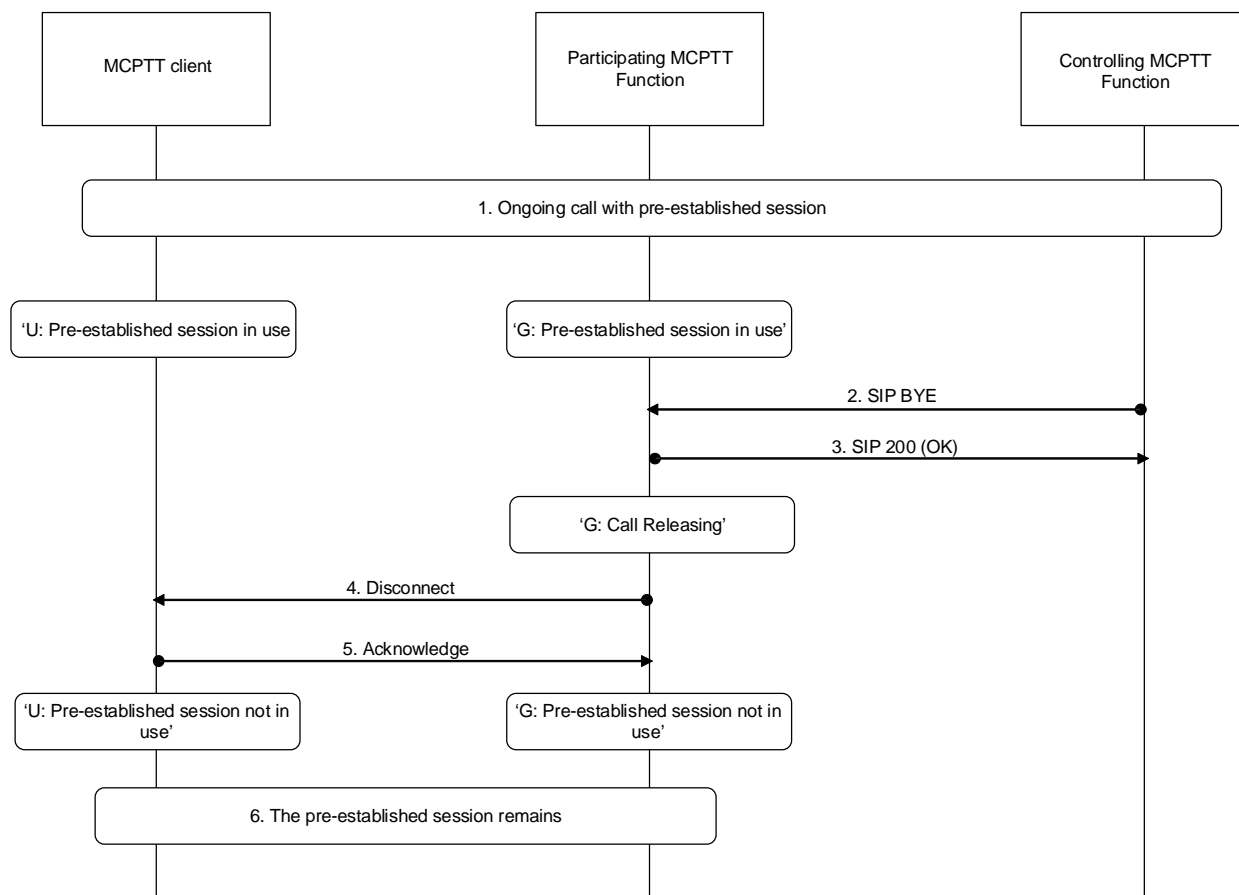 MCPTT client
Participating MCPTT
Function
Controlling MCPTT
Function
1. Ongoing call with pre-established session
‘U: Pre-established session in use
‘G: Pre-established session in use’
2. SIP BYE
3. SIP 200 (OK)
‘G: Call Releasing’
4. Disconnect
5. Acknowledge
‘U: Pre-established session not in
use’
‘G: Pre-established session not in
use’
6. The pre-established session remains